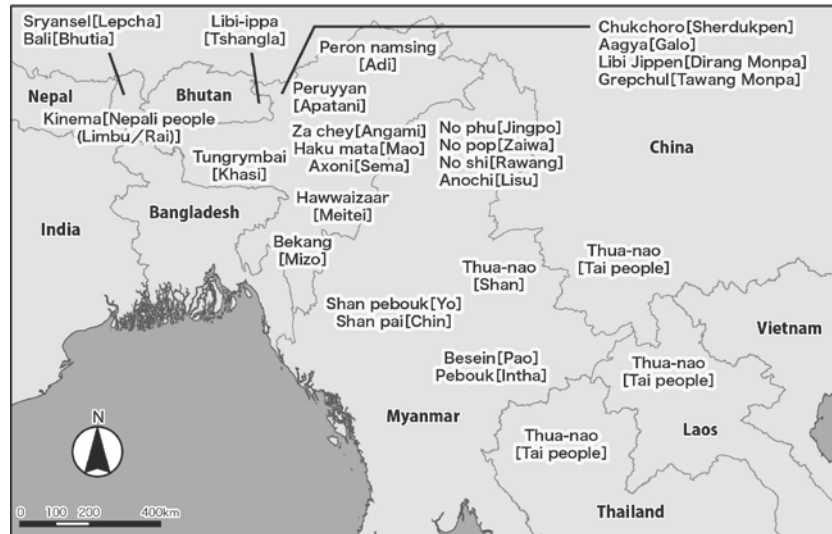 Sryansel[Lepcha]
Bali[Bhutia]
Libi-ippa
[Tshangla]
Peron namsing
[Adi]
Chukchoro[Sherdukpen]
Aagya[Galo]
Libi Jippen[Dirang Monpa]
Grepchul[Tawang Monpa]
Nepal
Bhutan
Peruyyan
[Apatani]
Kinema[Nepali people
(Limbu/Rai)]
Za chey[Angami]
Haku mata[Mao]
Axoni[Sema]
No phu[Jingpo]
No pop[Zaiwa]
No shi[Rawang]
Anochi[Lisu]
China
Tungrymbai
[Khasi]
India
Bangladesh
Hawwaizaar
[Meitei]
Bekang
[Mizo]
Thua-nao
[Shan]
Thua-nao
[Tai people]
Shan pebouk[Yo]
Shan pai[Chin]
Vietnam
Besein[Pao]
Pebouk[Intha]
Thua-nao
[Tai people]
Myanmar
Laos
Thua-nao
[Tai people]
Thailand
N
0 100 200 400km